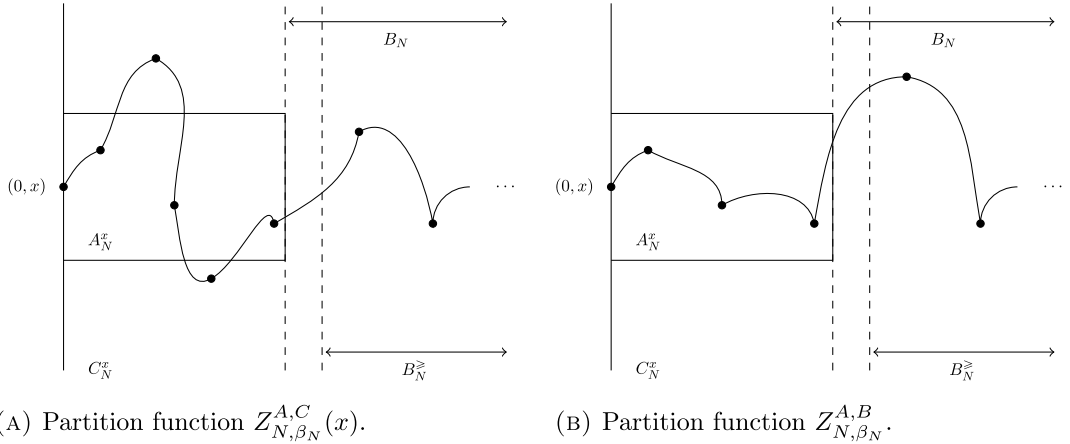 B_N
B_N
(0, x)
...
(0, x)
...
A_N^x
A_N^x
C_N^x
B_N^⩾
C_N^x
B_N^⩾
(A) Partition function Z_{N,β_N}^{A,C}(x).
(B) Partition function Z_{N,β_N}^{A,B}.